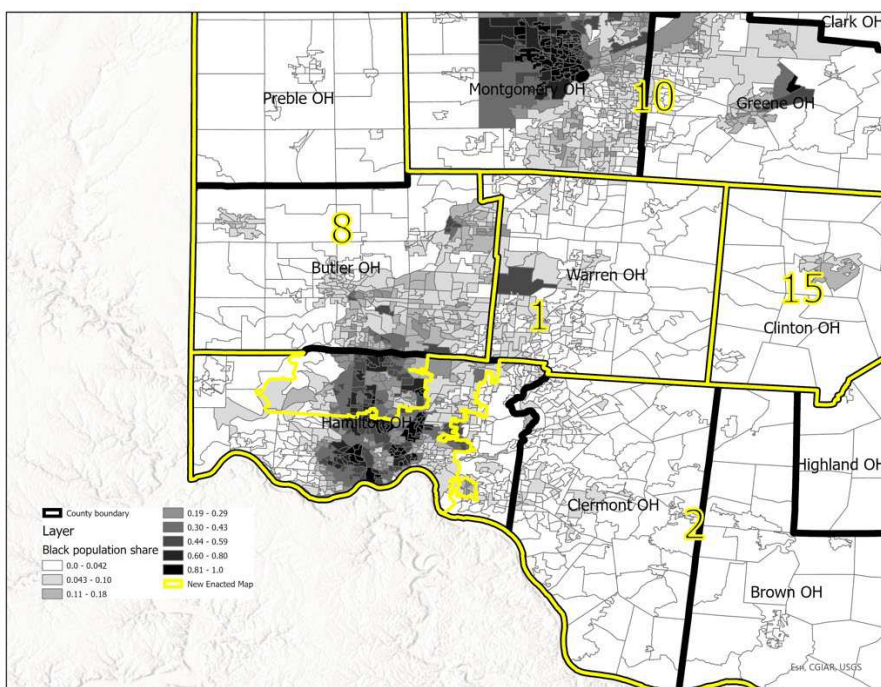 Clark OH
Preble OH
Montgomery OH
10
Greene OH
8
Butler OH
Warren OH
15
1
Clinton OH
Hamilton OH
Highland OH
Clermont OH
2
Brown OH
County boundary
Layer
Black population share
0.0 - 0.042
0.043 - 0.10
0.11 - 0.18
0.19 - 0.29
0.30 - 0.43
0.44 - 0.59
0.60 - 0.80
0.81 - 1.0
New Enacted Map
Esri, CGIAR, USGS